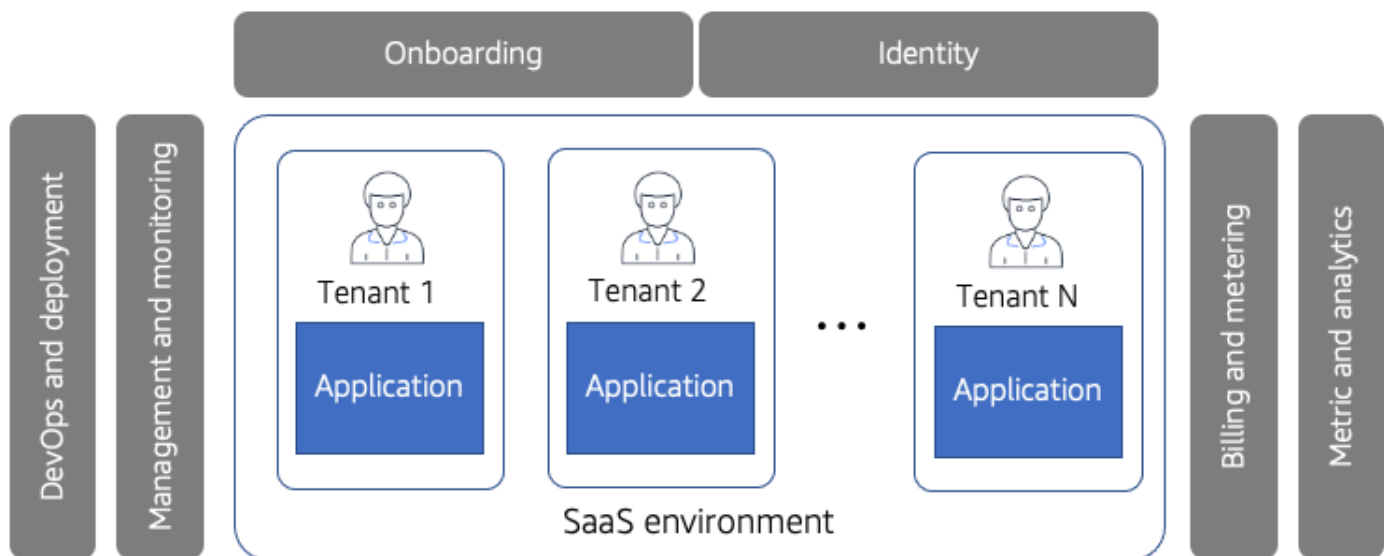 Onboarding
Identity
DevOps and deployment
Management and monitoring
Tenant 1
Application
Tenant 2
Application
...
Tenant N
Application
SaaS environment
Billing and metering
Metric and analytics